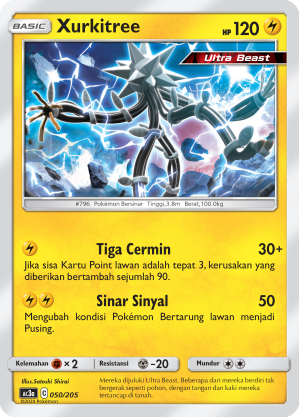 BASIC Xurkitree HP 120
Ultra Beast
#796 Pokémon Bersinar Tinggi,3.8m Berat,100.0kg
Tiga Cermin 30+
Jika sisa Kartu Point lawan adalah tepat 3, kerusakan yang
diberikan bertambah sejumlah 90.
Sinar Sinyal 50
Mengubah kondisi Pokémon Bertarung lawan menjadi
Pusing.
Kelemahan ×2 Resistansi -20 Mundur
Illus.Satoshi Shirai
AC3a G 050/205
©2020 Pokémon
Mereka dijuluki Ultra Beast. Beberapa dari mereka berdiri tak
bergerak seperti pohon, dengan tangan dan kaki mereka
tertancap di tanah.